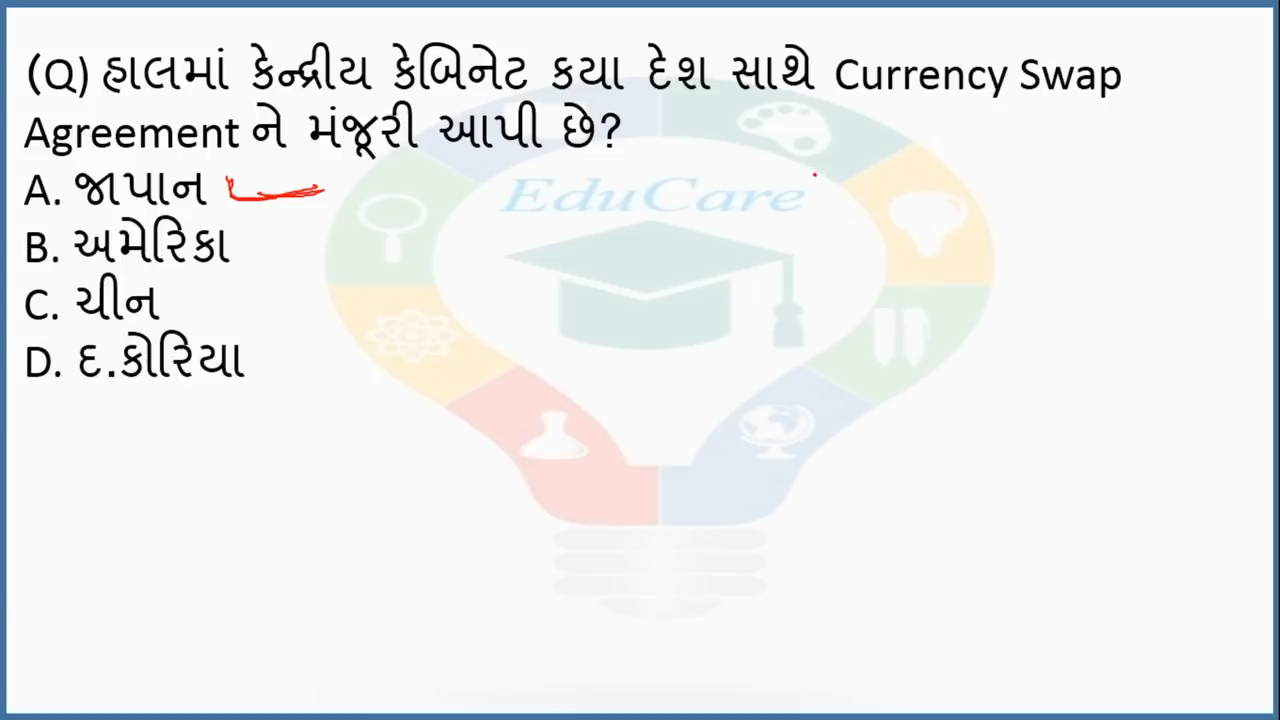 (Q) હાલમાં કેન્દ્રીય કેબિનેટ કયા દેશ સાથે Currency Swap
Agreement ને મંજૂરી આપી છે?
A. જાપાન
EduCare
B. અમેરિકા
C. ચીન
D. દ.કોરિયા